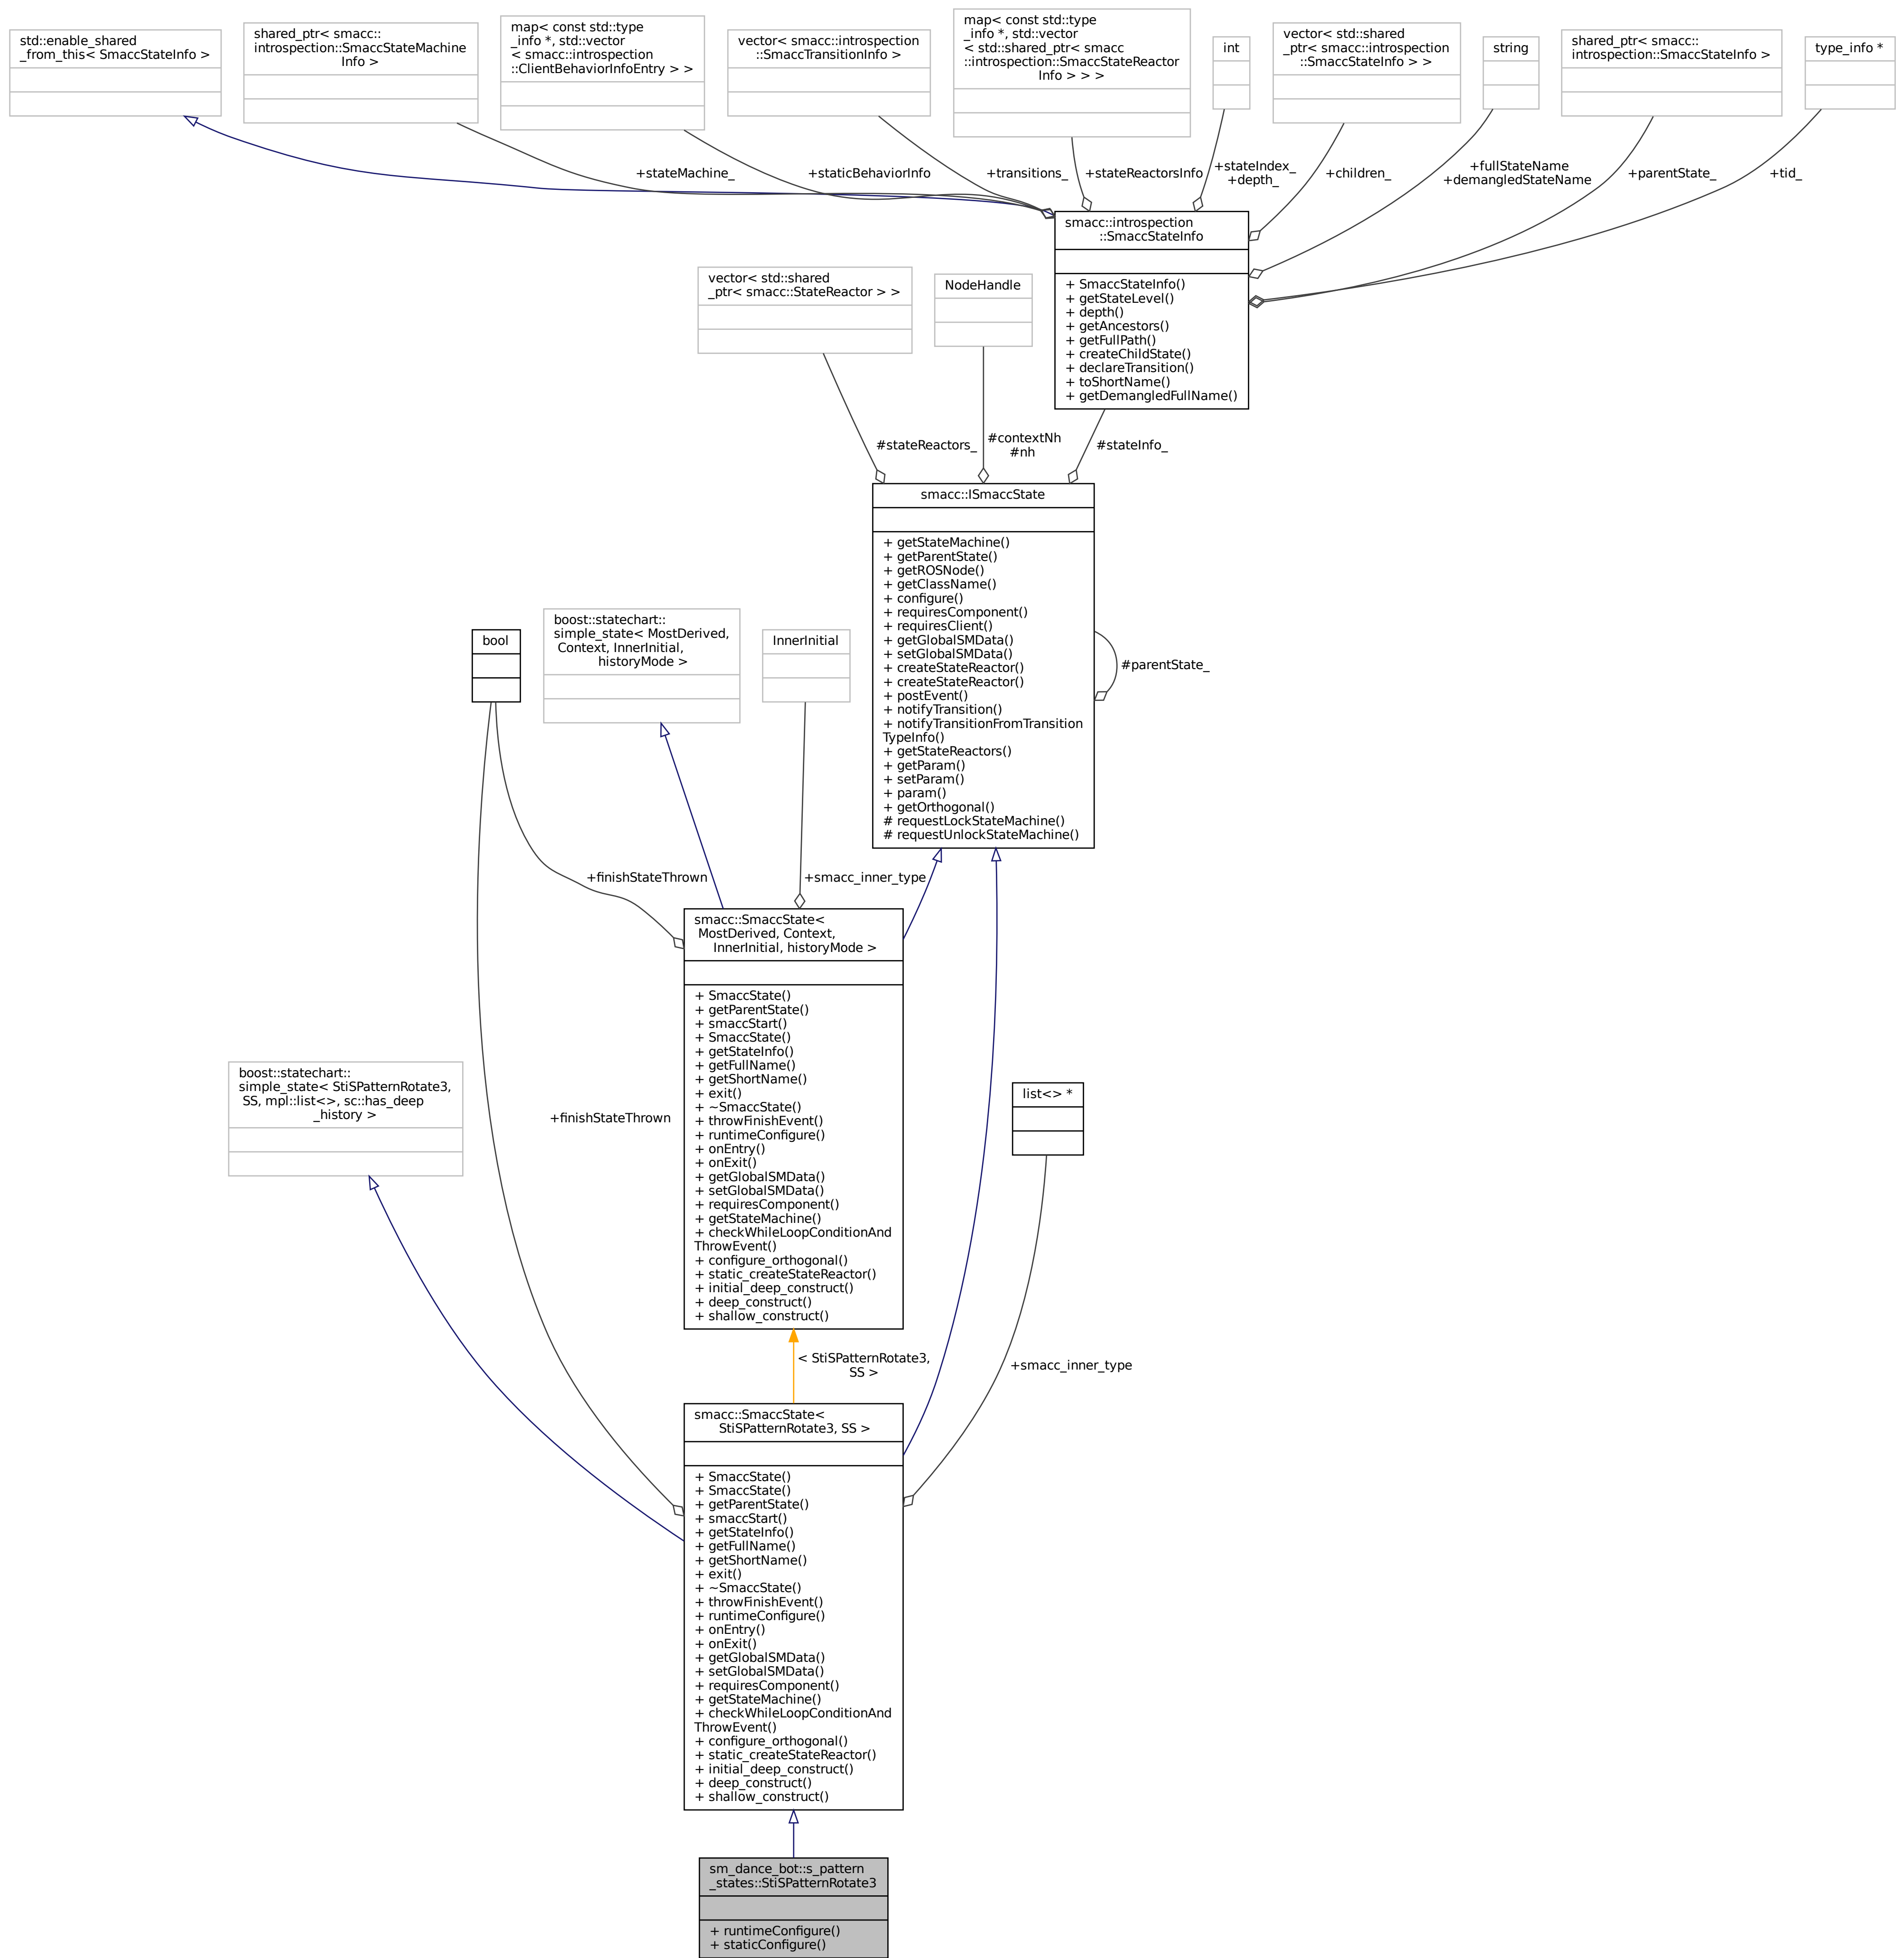 std::enable_shared
_from_this< SmaccStateInfo >
shared_ptr< smacc::
introspection::SmaccStateMachine
Info >
map< const std::type
_info *, std::vector
< smacc::introspection
::ClientBehaviorInfoEntry > >
vector< smacc::introspection
::SmaccTransitionInfo >
map< const std::type
_info *, std::vector
< std::shared_ptr< smacc
::introspection::SmaccStateReactor
Info > > >
int
vector< std::shared
_ptr< smacc::introspection
::SmaccStateInfo > >
string
shared_ptr< smacc::
introspection::SmaccStateInfo >
type_info *
+stateMachine_
+staticBehaviorInfo
+transitions_
+stateReactorsInfo
+stateIndex_
+depth_
+children_
+fullStateName
+demangledStateName
+parentState_
+tid_
smacc::introspection
::SmaccStateInfo
+ SmaccStateInfo()
+ getStateLevel()
+ depth()
+ getAncestors()
+ getFullPath()
+ createChildState()
+ declareTransition()
+ toShortName()
+ getDemangledFullName()
vector< std::shared
_ptr< smacc::StateReactor > >
NodeHandle
#stateReactors_
#contextNh
#nh
#stateInfo_
smacc::ISmaccState
+ getStateMachine()
+ getParentState()
+ getROSNode()
+ getClassName()
+ configure()
+ requiresComponent()
+ requiresClient()
+ getGlobalSMData()
+ setGlobalSMData()
+ createStateReactor()
+ createStateReactor()
+ postEvent()
+ notifyTransition()
+ notifyTransitionFromTransition
TypeInfo()
+ getStateReactors()
+ getParam()
+ setParam()
+ param()
+ getOrthogonal()
# requestLockStateMachine()
# requestUnlockStateMachine()
#parentState_
bool
boost::statechart::
simple_state< MostDerived,
Context, InnerInitial,
historyMode >
InnerInitial
+finishStateThrown
+smacc_inner_type
smacc::SmaccState<
MostDerived, Context,
InnerInitial, historyMode >
+ SmaccState()
+ getParentState()
+ smaccStart()
+ SmaccState()
+ getStateInfo()
+ getFullName()
+ getShortName()
+ exit()
+ ~SmaccState()
+ throwFinishEvent()
+ runtimeConfigure()
+ onEntry()
+ onExit()
+ getGlobalSMData()
+ setGlobalSMData()
+ requiresComponent()
+ getStateMachine()
+ checkWhileLoopConditionAnd
ThrowEvent()
+ configure_orthogonal()
+ static_createStateReactor()
+ initial_deep_construct()
+ deep_construct()
+ shallow_construct()
boost::statechart::
simple_state< StiSPatternRotate3,
SS, mpl::list<>, sc::has_deep
_history >
+finishStateThrown
list<> *
< StiSPatternRotate3,
SS >
+smacc_inner_type
smacc::SmaccState<
StiSPatternRotate3, SS >
+ SmaccState()
+ SmaccState()
+ getParentState()
+ smaccStart()
+ getStateInfo()
+ getFullName()
+ getShortName()
+ exit()
+ ~SmaccState()
+ throwFinishEvent()
+ runtimeConfigure()
+ onEntry()
+ onExit()
+ getGlobalSMData()
+ setGlobalSMData()
+ requiresComponent()
+ getStateMachine()
+ checkWhileLoopConditionAnd
ThrowEvent()
+ configure_orthogonal()
+ static_createStateReactor()
+ initial_deep_construct()
+ deep_construct()
+ shallow_construct()
sm_dance_bot::s_pattern
_states::StiSPatternRotate3
+ runtimeConfigure()
+ staticConfigure()